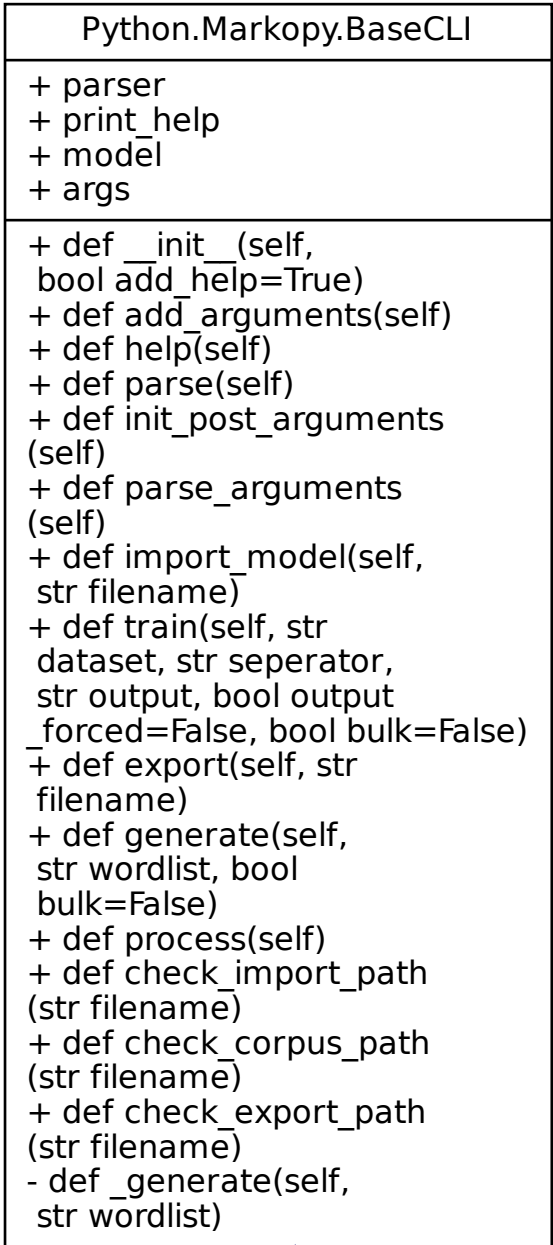 Python.Markopy.BaseCLI
+ parser
+ print_help
+ model
+ args
+ def __init__(self,
bool add_help=True)
+ def add_arguments(self)
+ def help(self)
+ def parse(self)
+ def init_post_arguments
(self)
+ def parse_arguments
(self)
+ def import_model(self,
str filename)
+ def train(self, str
dataset, str seperator,
str output, bool output
_forced=False, bool bulk=False)
+ def export(self, str
filename)
+ def generate(self,
str wordlist, bool
bulk=False)
+ def process(self)
+ def check_import_path
(str filename)
+ def check_corpus_path
(str filename)
+ def check_export_path
(str filename)
- def _generate(self,
str wordlist)